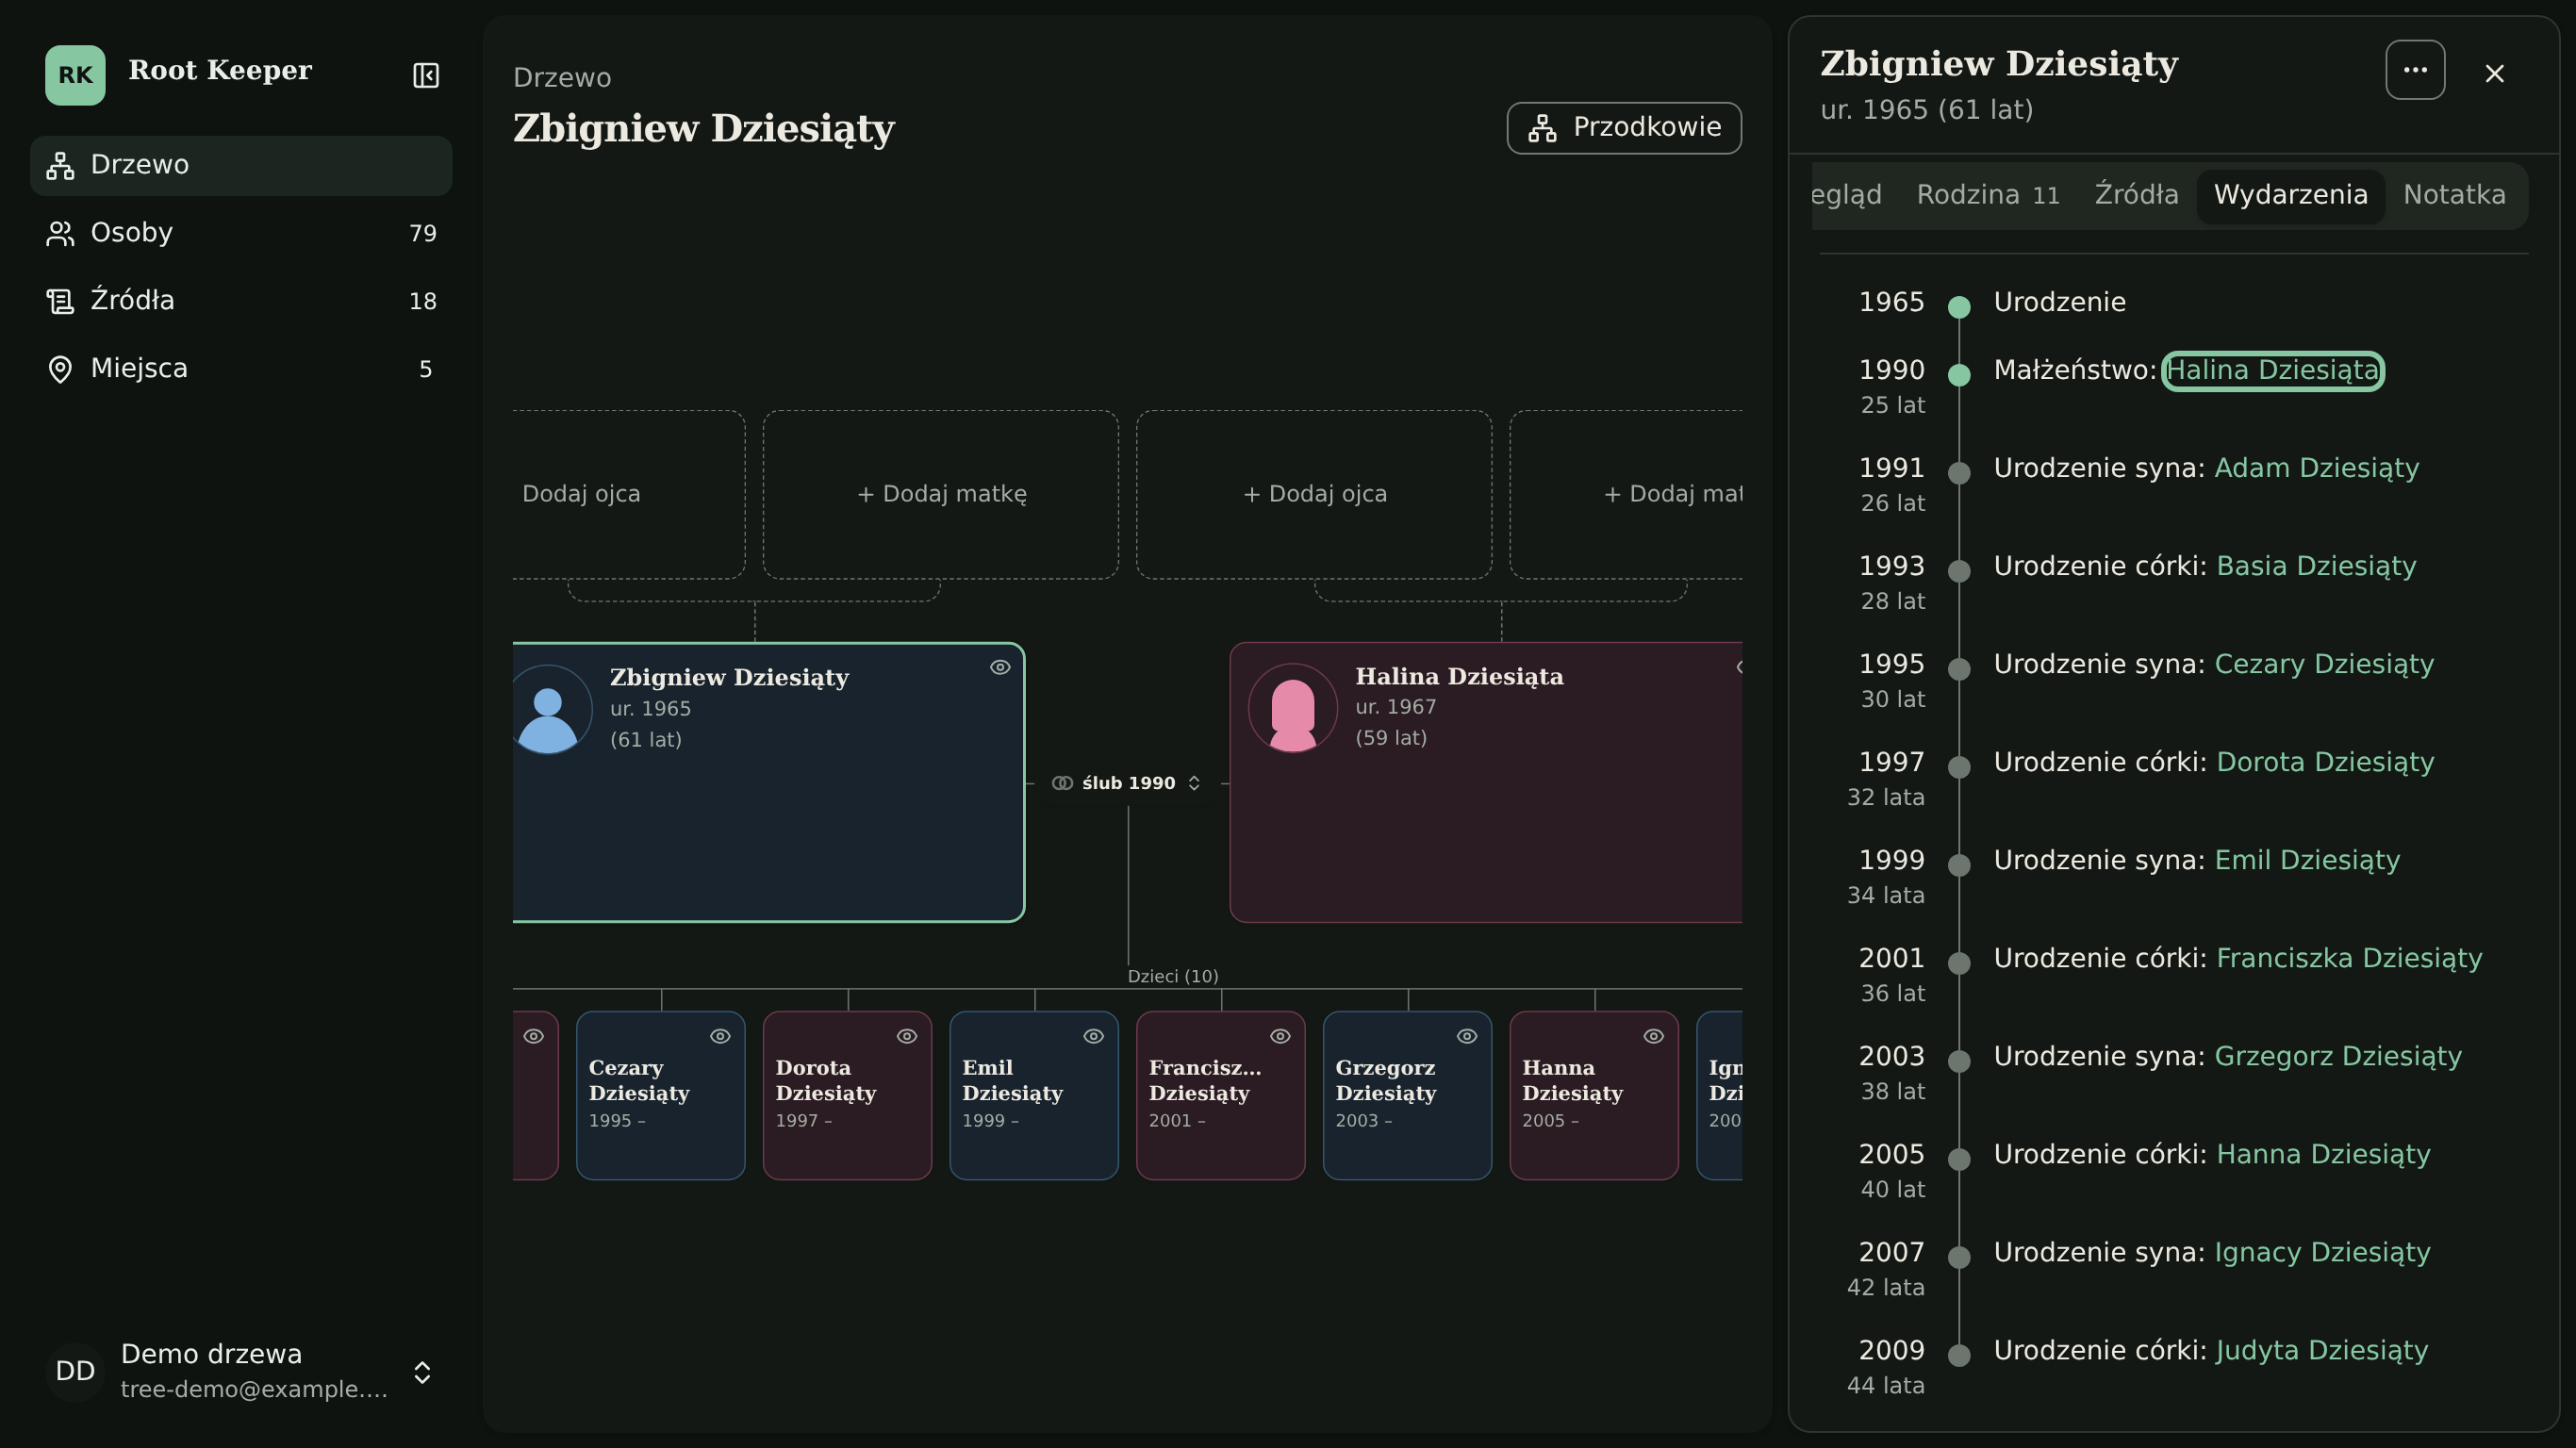 RK
Root Keeper
Drzewo
Osoby 79
Źródła 18
Miejsca 5
DD
Demo drzewa
tree-demo@example....
Drzewo
Zbigniew Dziesiąty
Przodkowie
Dodaj ojca
+ Dodaj matkę
+ Dodaj ojca
+ Dodaj mat
Zbigniew Dziesiąty
ur. 1965
(61 lat)
ślub 1990
Halina Dziesiąta
ur. 1967
(59 lat)
Dzieci (10)
Cezary
Dziesiąty
1995 –
Dorota
Dziesiąty
1997 –
Emil
Dziesiąty
1999 –
Francisz...
Dziesiąty
2001 –
Grzegorz
Dziesiąty
2003 –
Hanna
Dziesiąty
2005 –
Ign
Dzi
200
Zbigniew Dziesiąty
ur. 1965 (61 lat)
egląd Rodzina 11 Źródła Wydarzenia Notatka
1965 Urodzenie
1990 Małżeństwo: Halina Dziesiąta
25 lat
1991 Urodzenie syna: Adam Dziesiąty
26 lat
1993 Urodzenie córki: Basia Dziesiąty
28 lat
1995 Urodzenie syna: Cezary Dziesiąty
30 lat
1997 Urodzenie córki: Dorota Dziesiąty
32 lata
1999 Urodzenie syna: Emil Dziesiąty
34 lata
2001 Urodzenie córki: Franciszka Dziesiąty
36 lat
2003 Urodzenie syna: Grzegorz Dziesiąty
38 lat
2005 Urodzenie córki: Hanna Dziesiąty
40 lat
2007 Urodzenie syna: Ignacy Dziesiąty
42 lata
2009 Urodzenie córki: Judyta Dziesiąty
44 lata